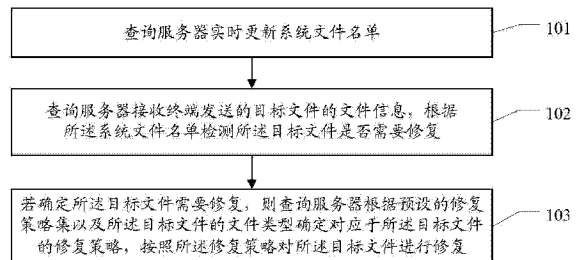 查询服务器实时更新系统文件名单
101
查询服务器接收终端发送的目标文件的文件信息，根据
所述系统文件名单检测所述目标文件是否需要修复
102
若确定所述目标文件需要修复，则查询服务器根据预设的修复
策略集以及所述目标文件的文件类型确定对应于所述目标文件
的修复策略，按照所述修复策略对所述目标文件进行修复
103